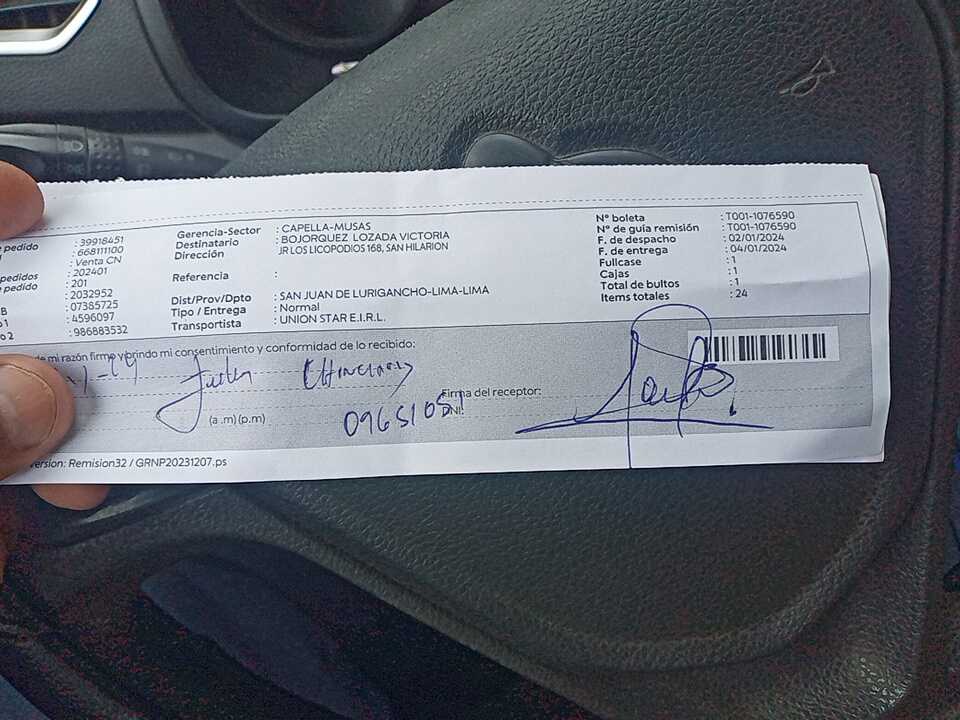 e pedido : 39918451
: 668111100
: Venta CN
pedidos : 202401
e pedido : 201
: 2032952
B : 07385725
o 1 : 4596097
o 2 : 986883532
Gerencia-Sector : CAPELLA-MUSAS
Destinatario : BOJORQUEZ LOZADA VICTORIA
Dirección JR LOS LICOPODIOS 168, SAN HILARION
Referencia :
Dist/Prov/Dpto : SAN JUAN DE LURIGANCHO-LIMA-LIMA
Tipo / Entrega : Normal
Transportista : UNION STAR E.I.R.L.
N° boleta : T001-1076590
N° de guía remisión : T001-1076590
F. de despacho : 02/01/2024
F. de entrega : 04/01/2024
Fullcase : 1
Cajas : 1
Total de bultos : 1
Items totales : 24
de mi razón firmo y brindo mi consentimiento y conformidad de lo recibido:
(a .m) (p.m)
0965105
Firma del receptor:
DNI:
version: Remision32 / GRNP20231207.ps